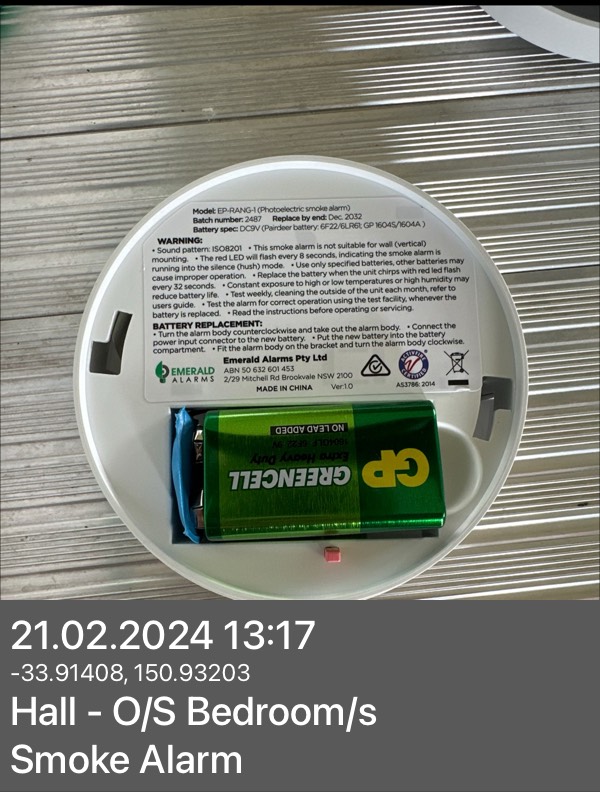 Model: EP-RANG-1 (Photoelectric smoke alarm)
Batch number: 2487 Replace by end: Dec. 2032
Battery spec: DC9V (Pairdeer battery: 6F22/6LR61; GP 1604S/1604A )
WARNING:
• Sound pattern: ISO8201 • This smoke alarm is not suitable for wall (vertical)
mounting. • The red LED will flash every 8 seconds, indicating the smoke alarm is
running into the silence (hush) mode. • Use only specified batteries, other batteries may
cause improper operation. • Replace the battery when the unit chirps with red led flash
every 32 seconds. • Constant exposure to high or low temperatures or high humidity may
reduce battery life. • Test weekly, cleaning the outside of the unit each month, refer to
users guide. • Test the alarm for correct operation using the test facility, whenever the
battery is replaced. • Read the instructions before operating or servicing.
BATTERY REPLACEMENT:
• Turn the alarm body counterclockwise and take out the alarm body. • Connect the
power input connector to the new battery. • Put the new battery into the battery
compartment. • Fit the alarm body on the bracket and turn the alarm body clockwise.
EMERALD
ALARMS
Emerald Alarms Pty Ltd
ABN 50 632 601 453
2/29 Mitchell Rd Brookvale NSW 2100
MADE IN CHINA Ver:1.0
AS3786: 2014
NO LEAD ADDED
Extra Heavy Duty
GREENCELL
GP
21.02.2024 13:17
-33.91408, 150.93203
Hall - O/S Bedroom/s
Smoke Alarm